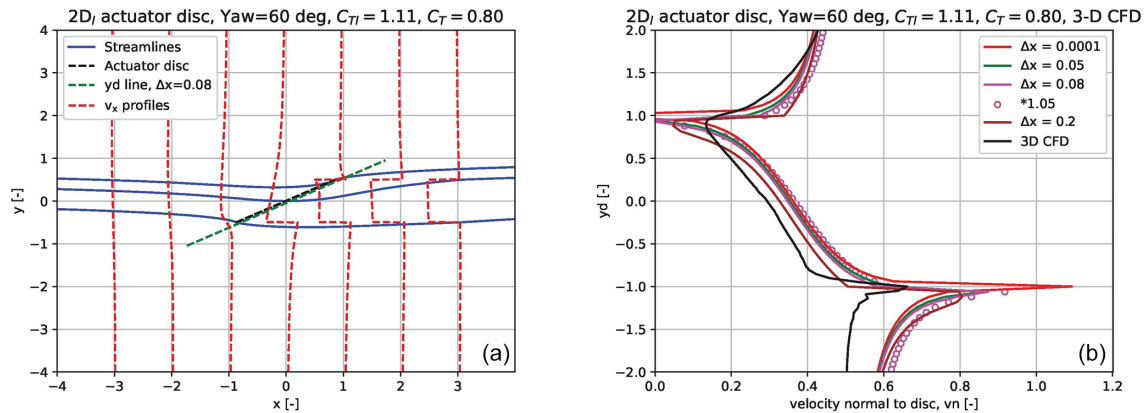 2D_I actuator disc, Yaw=60 deg, C_TI = 1.11, C_T = 0.80
4
3
2
1
0
−1
−2
−3
−4
y [-]
Streamlines
Actuator disc
yd line, Δx=0.08
v_x profiles
(a)
−4 −3 −2 −1 0 1 2 3
x [-]
2D_I actuator disc, Yaw=60 deg, C_TI = 1.11, C_T = 0.80, 3-D CFD
2.0
1.5
1.0
0.5
0.0
−0.5
−1.0
−1.5
−2.0
yd [-]
Δx = 0.0001
Δx = 0.05
Δx = 0.08
*1.05
Δx = 0.2
3D CFD
(b)
0.0 0.2 0.4 0.6 0.8 1.0 1.2
velocity normal to disc, vn [-]